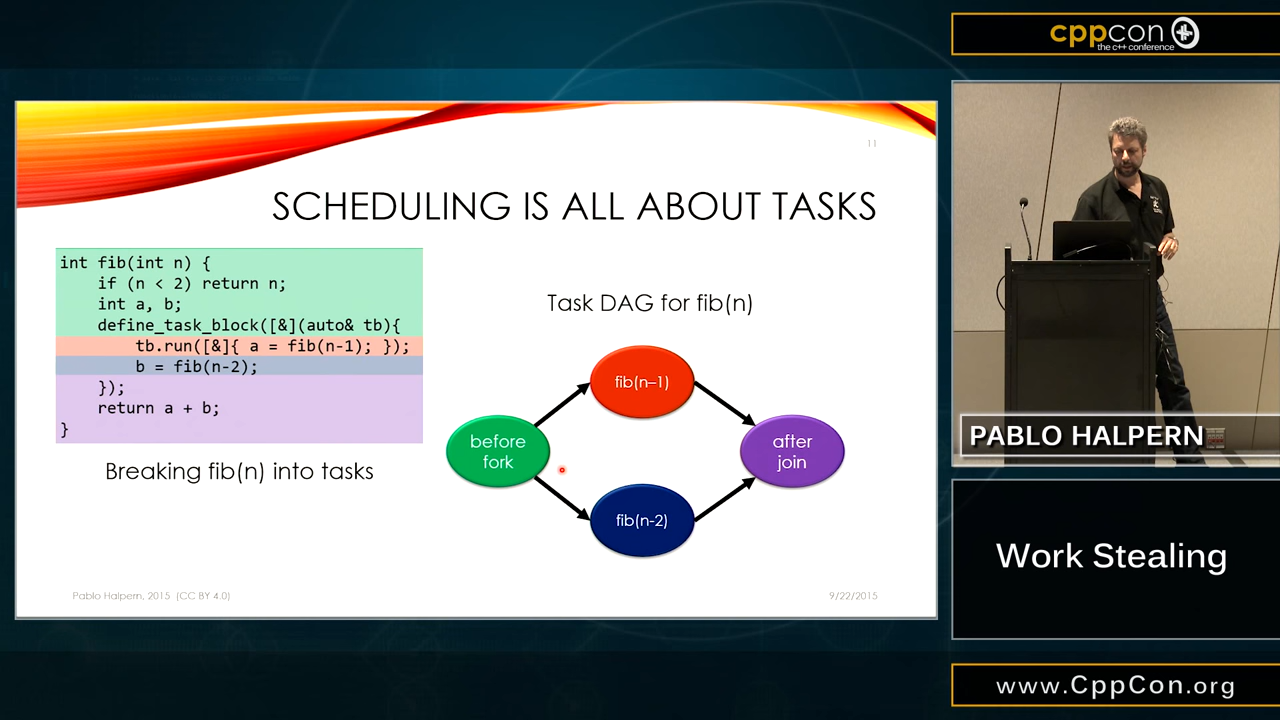 cppcon
the c++ conference
11
SCHEDULING IS ALL ABOUT TASKS
int fib(int n) {
if (n < 2) return n;
int a, b;
define_task_block([&](auto& tb){
tb.run([&]{ a = fib(n-1); });
b = fib(n-2);
});
return a + b;
}
Breaking fib(n) into tasks
Task DAG for fib(n)
fib(n–1)
before
fork
after
join
fib(n-2)
Pablo Halpern, 2015 (CC BY 4.0)
9/22/2015
PABLO HALPERN
Work Stealing
www.CppCon.org